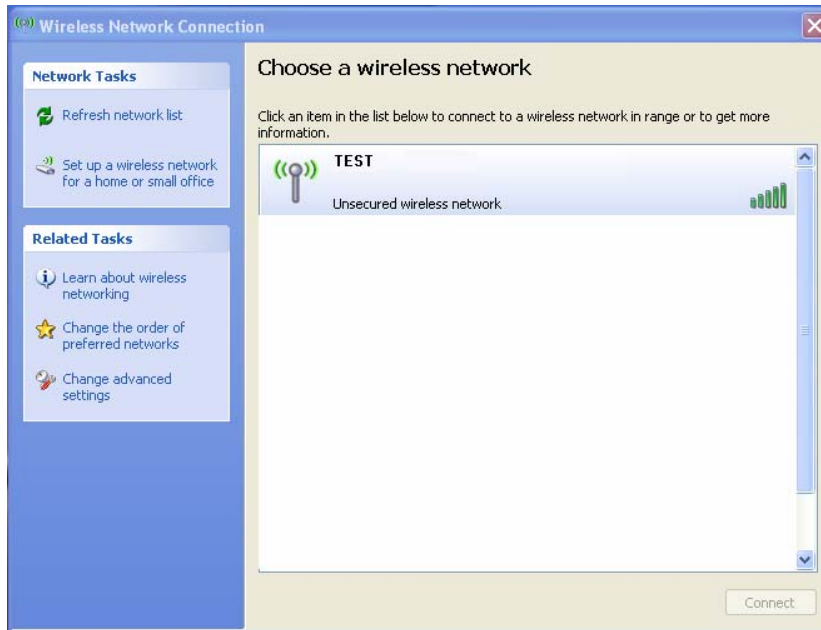 Wireless Network Connection
Network Tasks
Refresh network list
Set up a wireless network
for a home or small office
Related Tasks
Learn about wireless
networking
Change the order of
preferred networks
Change advanced
settings
Choose a wireless network
Click an item in the list below to connect to a wireless network in range or to get more
information.
TEST
Unsecured wireless network
Connect